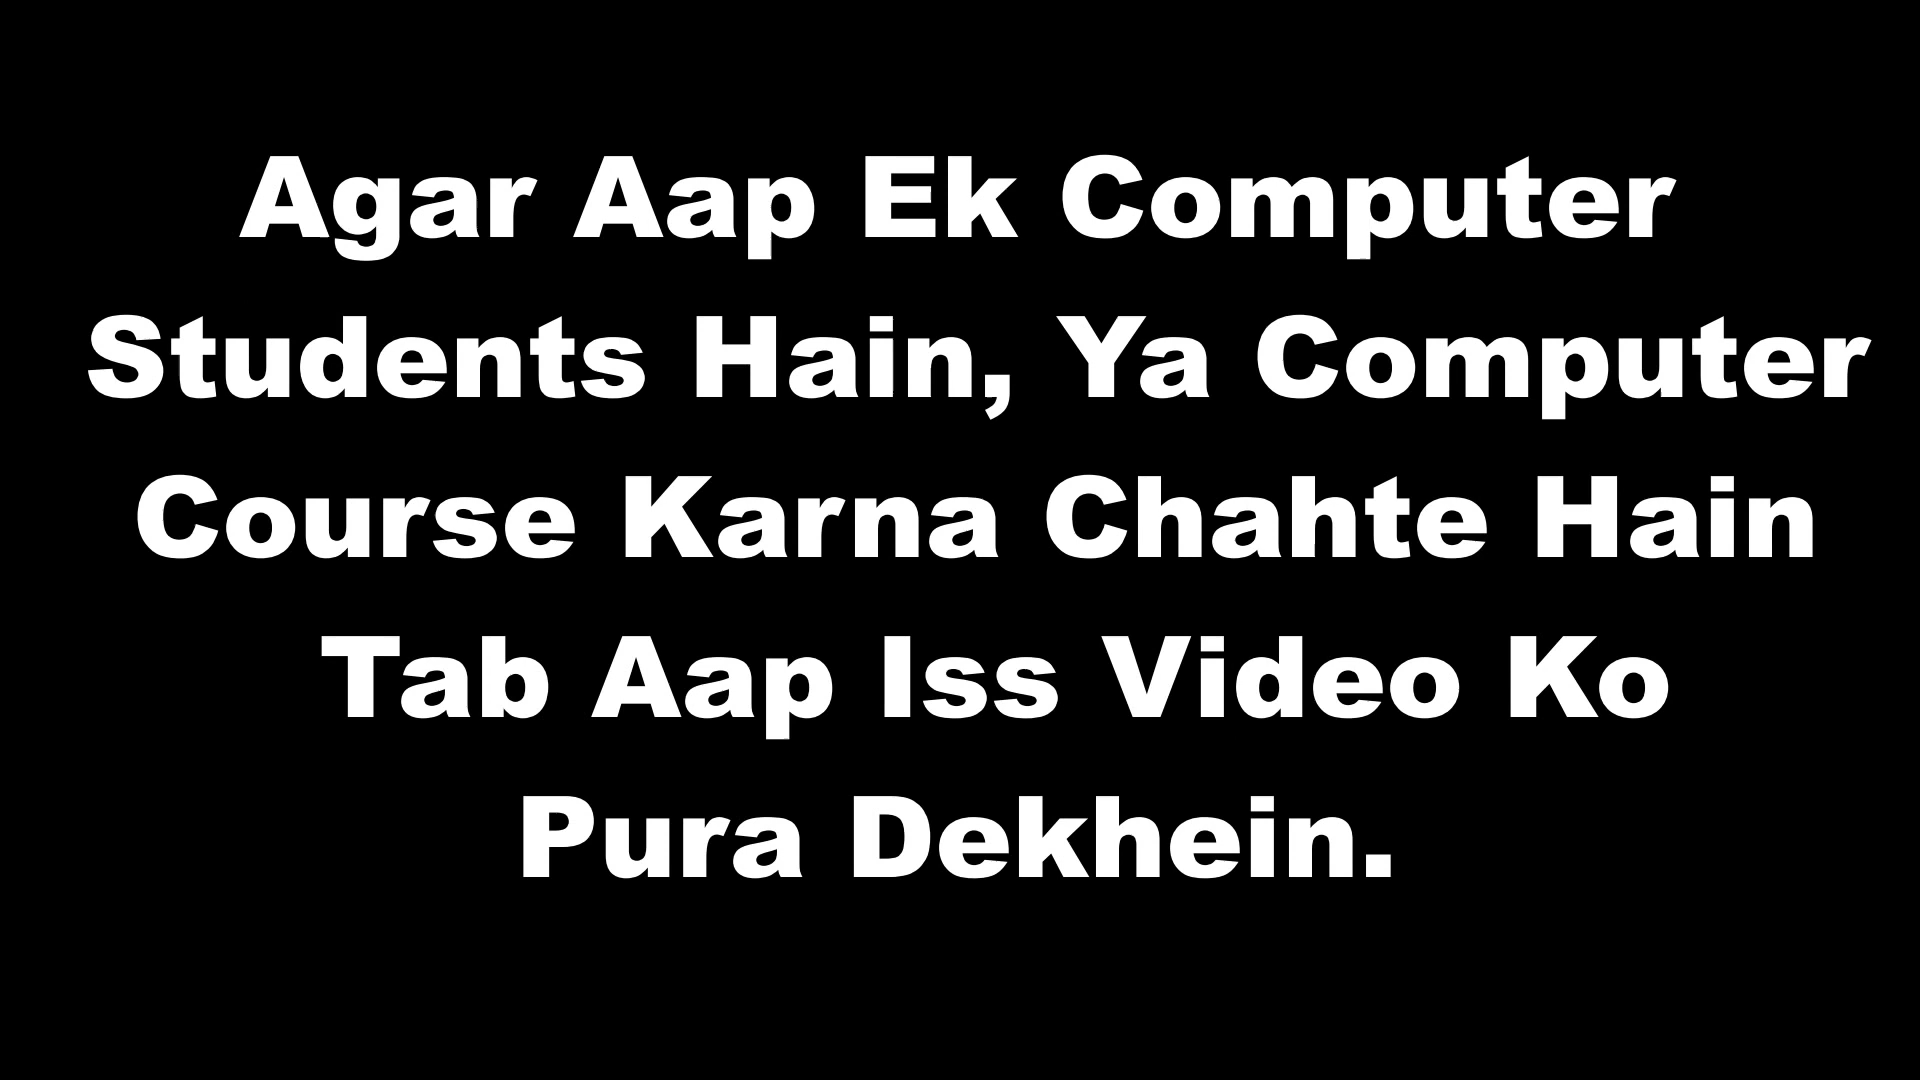 Agar Aap Ek Computer
Students Hain, Ya Computer
Course Karna Chahte Hain
Tab Aap Iss Video Ko
Pura Dekhein.